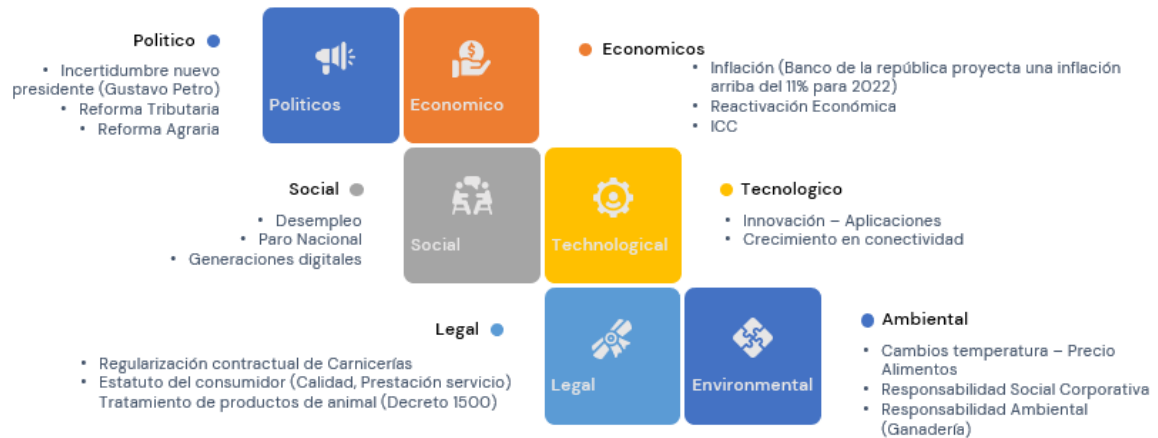 Politico
• Incertidumbre nuevo
presidente (Gustavo Petro)
• Reforma Tributaria
• Reforma Agraria
Politicos
Economico
Economicos
• Inflación (Banco de la república proyecta una inflación
arriba del 11% para 2022)
• Reactivación Económica
• ICC
Social
• Desempleo
• Paro Nacional
• Generaciones digitales
Social
Technological
Tecnologico
• Innovación – Aplicaciones
• Crecimiento en conectividad
Legal
• Regularización contractual de Carnicerías
• Estatuto del consumidor (Calidad, Prestación servicio)
Tratamiento de productos de animal (Decreto 1500)
Legal
Environmental
Ambiental
• Cambios temperatura – Precio
Alimentos
• Responsabilidad Social Corporativa
• Responsabilidad Ambiental
(Ganadería)